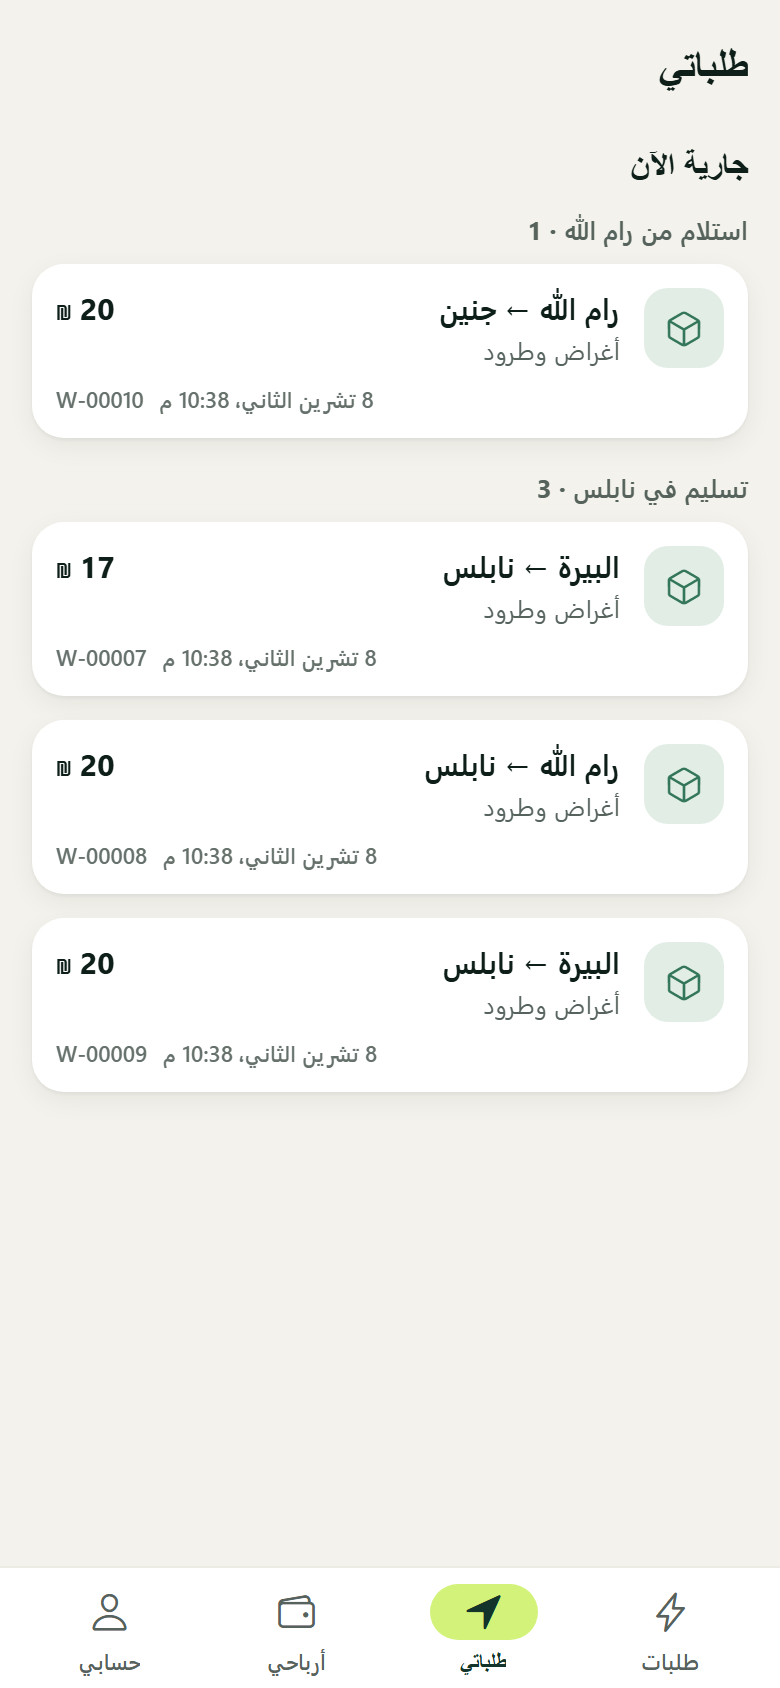 طلباتي
جارية الآن
استلام من رام الله · 1
رام الله ← جنين
20 ₪
أغراض وطرود
8 تشرين الثاني، 10:38 م W-00010
تسليم في نابلس · 3
البيرة ← نابلس
17 ₪
أغراض وطرود
8 تشرين الثاني، 10:38 م W-00007
رام الله ← نابلس
20 ₪
أغراض وطرود
8 تشرين الثاني، 10:38 م W-00008
البيرة ← نابلس
20 ₪
أغراض وطرود
8 تشرين الثاني، 10:38 م W-00009
طلبات
طلباتي
أرباحي
حسابي